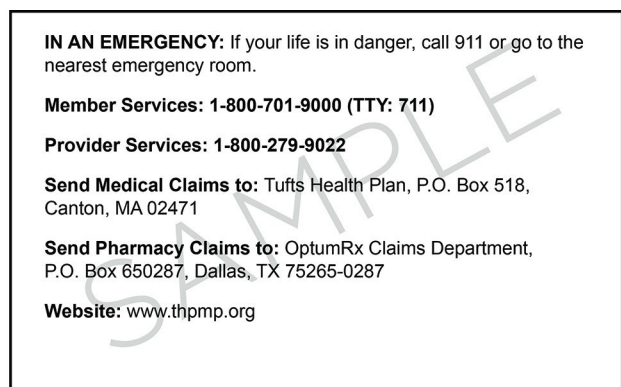 IN AN EMERGENCY: If your life is in danger, call 911 or go to the
nearest emergency room.
Member Services: 1-800-701-9000 (TTY: 711)
Provider Services: 1-800-279-9022
Send Medical Claims to: Tufts Health Plan, P.O. Box 518,
Canton, MA 02471
Send Pharmacy Claims to: OptumRx Claims Department,
P.O. Box 650287, Dallas, TX 75265-0287
Website: www.thpmp.org
SAMPLE